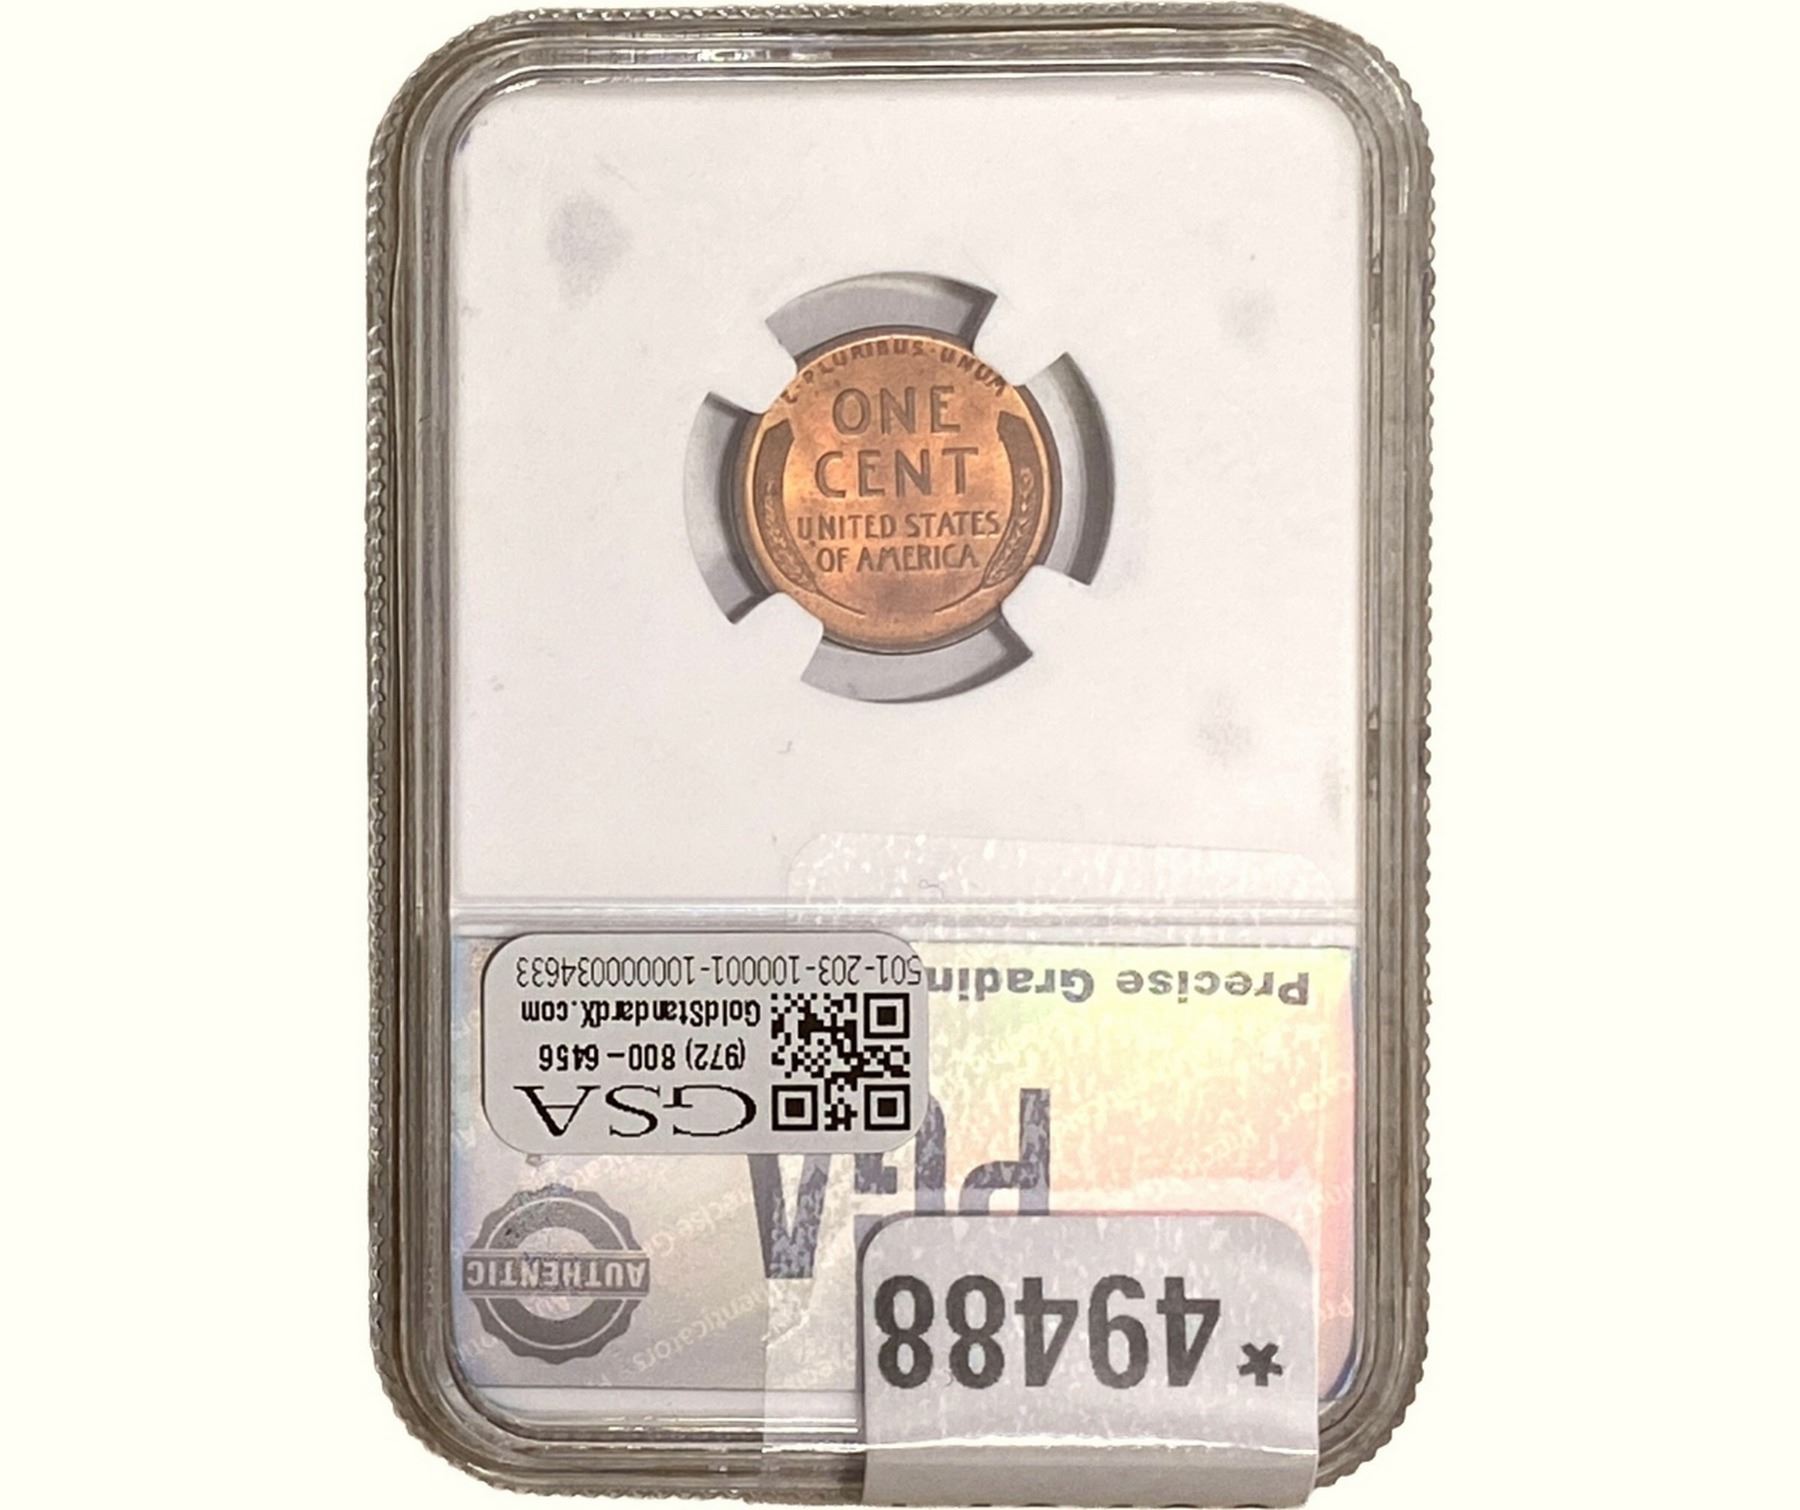 E·PLURIBUS·UNUM
ONE
CENT
UNITED STATES
OF AMERICA
*49488
PGA
AUTHENTIC
GSA
(972) 800-6456
GoldStandardX.com
501-203-100001-100000034633
Precise Gradin